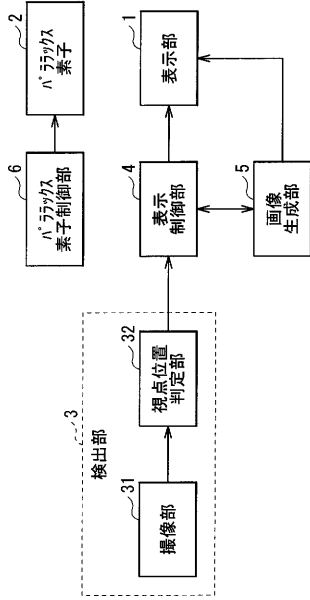 3
検出部
31
撮像部
32
視点位置
判定部
6
パララックス
素子制御部
2
パララックス
素子
4
表示
制御部
1
表示部
5
画像
生成部